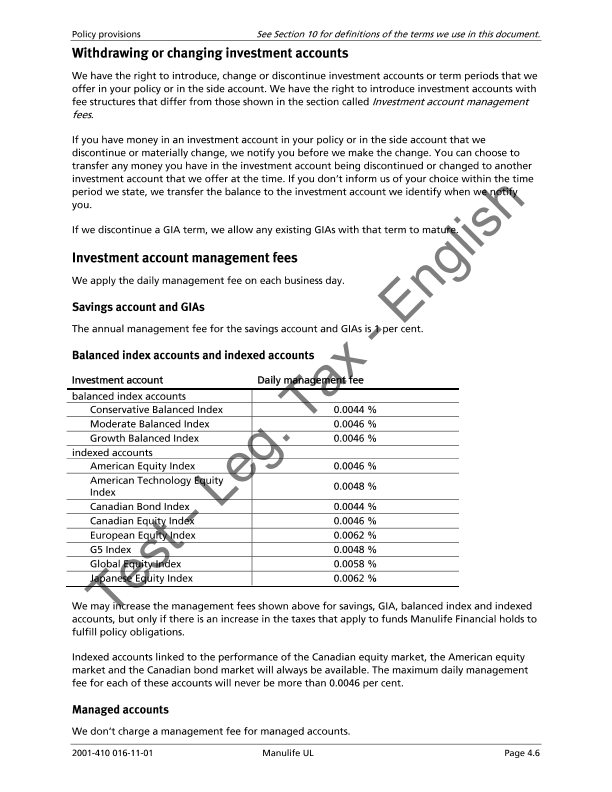 Policy provisions See Section 10 for definitions of the terms we use in this document.
Withdrawing or changing investment accounts
We have the right to introduce, change or discontinue investment accounts or term periods that we
offer in your policy or in the side account. We have the right to introduce investment accounts with
fee structures that differ from those shown in the section called Investment account management
fees.
If you have money in an investment account in your policy or in the side account that we
discontinue or materially change, we notify you before we make the change. You can choose to
transfer any money you have in the investment account being discontinued or changed to another
investment account that we offer at the time. If you don't inform us of your choice within the time
period we state, we transfer the balance to the investment account we identify when we notify
you.
If we discontinue a GIA term, we allow any existing GIAs with that term to mature.
Investment account management fees
We apply the daily management fee on each business day.
Savings account and GIAs
The annual management fee for the savings account and GIAs is 1 per cent.
Balanced index accounts and indexed accounts
Investment account Daily management fee
balanced index accounts
Conservative Balanced Index 0.0044 %
Moderate Balanced Index 0.0046 %
Growth Balanced Index 0.0046 %
indexed accounts
American Equity Index 0.0046 %
American Technology Equity
Index 0.0048 %
Canadian Bond Index 0.0044 %
Canadian Equity Index 0.0046 %
European Equity Index 0.0062 %
G5 Index 0.0048 %
Global Equity Index 0.0058 %
Japanese Equity Index 0.0062 %
We may increase the management fees shown above for savings, GIA, balanced index and indexed
accounts, but only if there is an increase in the taxes that apply to funds Manulife Financial holds to
fulfill policy obligations.
Indexed accounts linked to the performance of the Canadian equity market, the American equity
market and the Canadian bond market will always be available. The maximum daily management
fee for each of these accounts will never be more than 0.0046 per cent.
Managed accounts
We don't charge a management fee for managed accounts.
2001-410 016-11-01 Manulife UL Page 4.6
Test - Leg. Tax - English